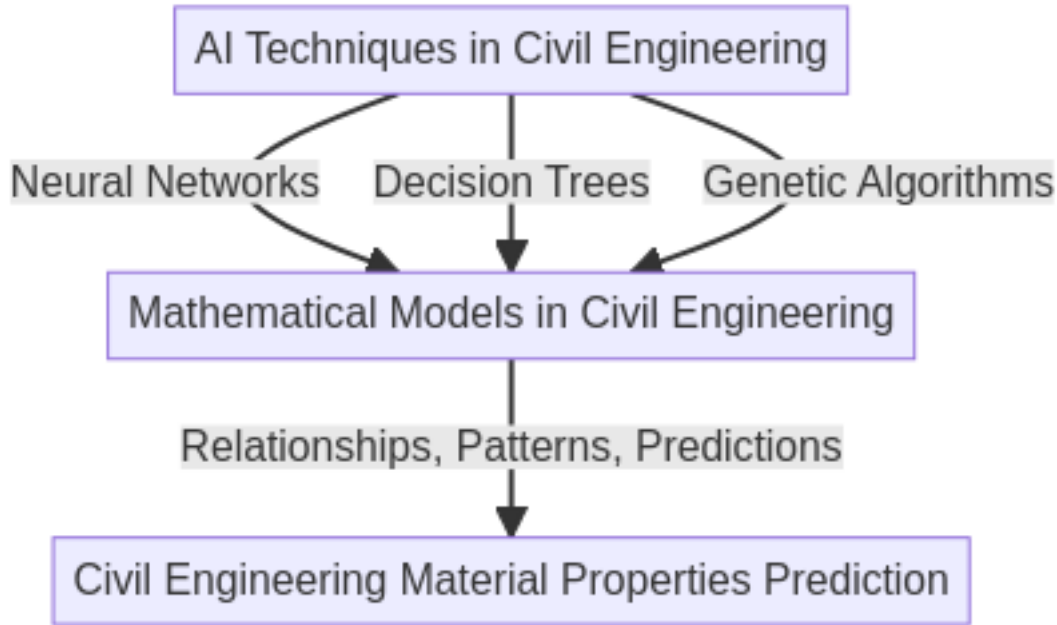 AI Techniques in Civil Engineering
Neural Networks
Decision Trees
Genetic Algorithms
Mathematical Models in Civil Engineering
Relationships, Patterns, Predictions
Civil Engineering Material Properties Prediction